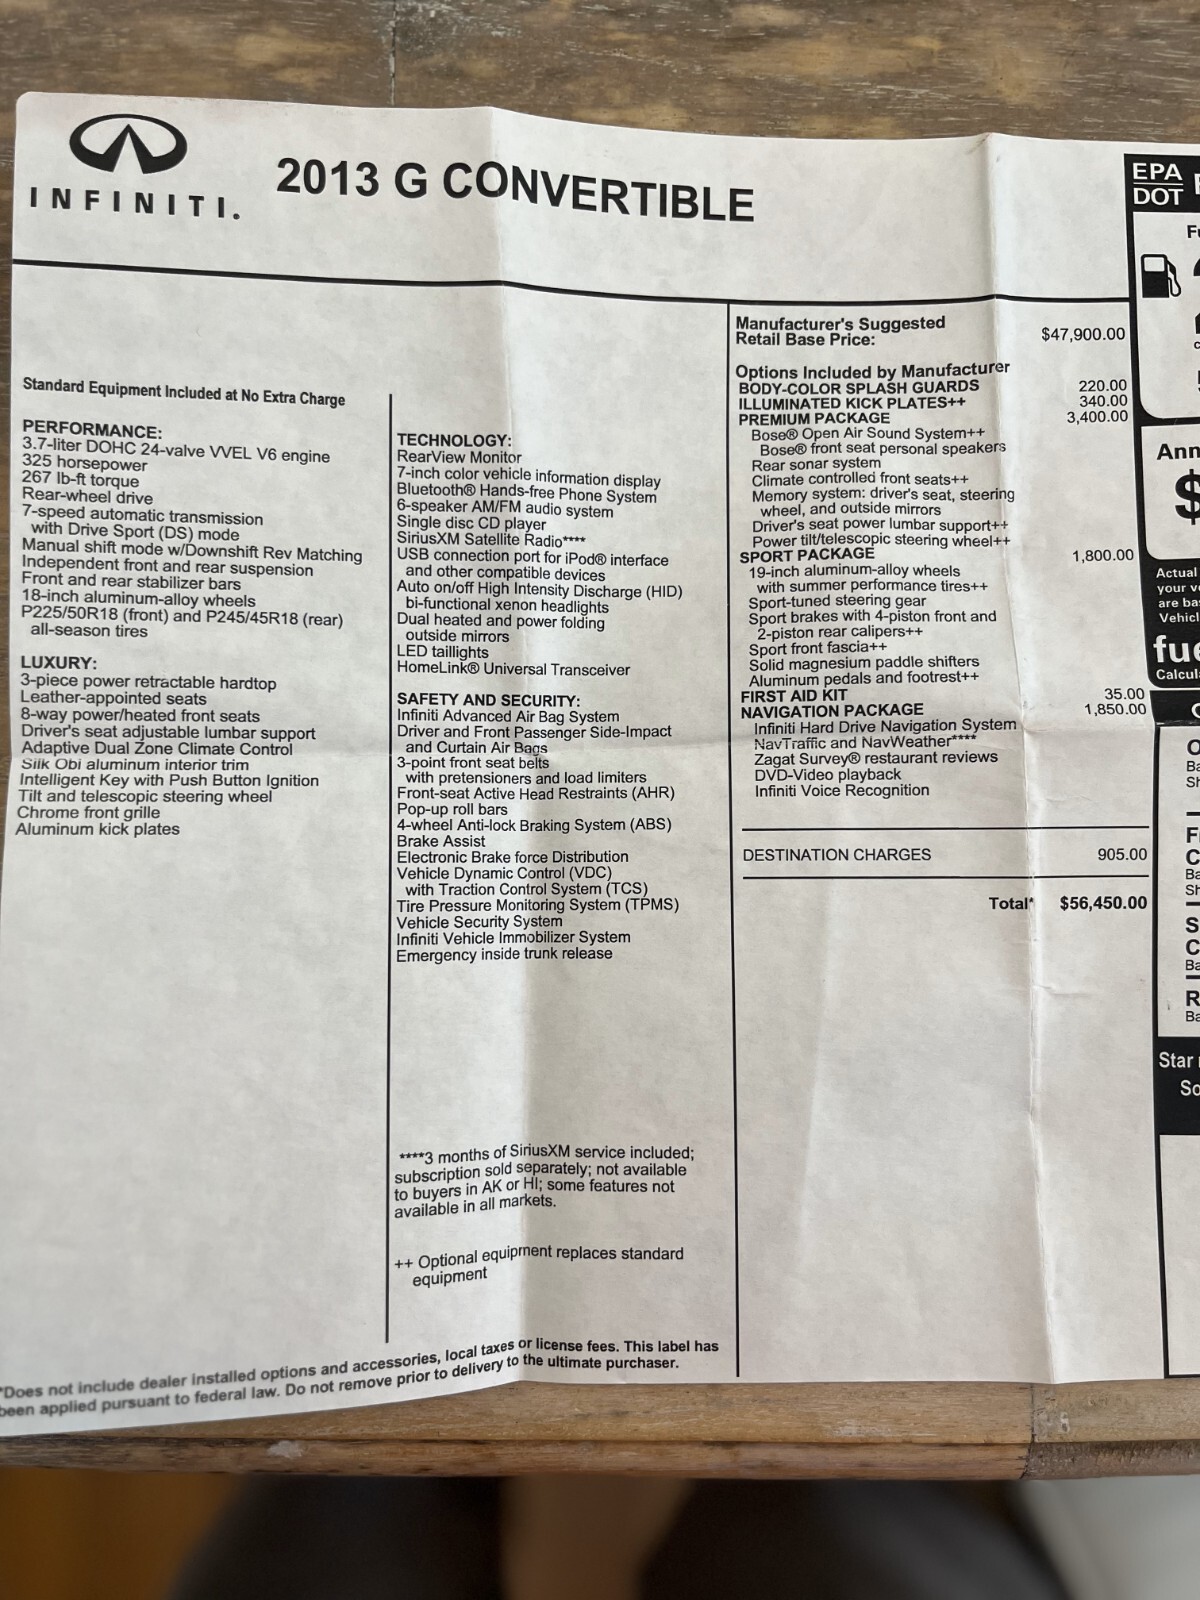 INFINITI.
2013 G CONVERTIBLE
Standard Equipment Included at No Extra Charge
PERFORMANCE:
3.7-liter DOHC 24-valve VVEL V6 engine
325 horsepower
267 lb-ft torque
Rear-wheel drive
7-speed automatic transmission
with Drive Sport (DS) mode
Manual shift mode w/Downshift Rev Matching
Independent front and rear suspension
Front and rear stabilizer bars
18-inch aluminum-alloy wheels
P225/50R18 (front) and P245/45R18 (rear)
all-season tires
LUXURY:
3-piece power retractable hardtop
Leather-appointed seats
8-way power/heated front seats
Driver's seat adjustable lumbar support
Adaptive Dual Zone Climate Control
Silk Obi aluminum interior trim
Intelligent Key with Push Button Ignition
Tilt and telescopic steering wheel
Chrome front grille
Aluminum kick plates
TECHNOLOGY:
RearView Monitor
7-inch color vehicle information display
Bluetooth® Hands-free Phone System
6-speaker AM/FM audio system
Single disc CD player
SiriusXM Satellite Radio****
USB connection port for iPod® interface
and other compatible devices
Auto on/off High Intensity Discharge (HID)
bi-functional xenon headlights
Dual heated and power folding
outside mirrors
LED taillights
HomeLink® Universal Transceiver
SAFETY AND SECURITY:
Infiniti Advanced Air Bag System
Driver and Front Passenger Side-Impact
and Curtain Air Bags
3-point front seat belts
with pretensioners and load limiters
Front-seat Active Head Restraints (AHR)
Pop-up roll bars
4-wheel Anti-lock Braking System (ABS)
Brake Assist
Electronic Brake force Distribution
Vehicle Dynamic Control (VDC)
with Traction Control System (TCS)
Tire Pressure Monitoring System (TPMS)
Vehicle Security System
Infiniti Vehicle Immobilizer System
Emergency inside trunk release
****3 months of SiriusXM service included;
subscription sold separately; not available
to buyers in AK or HI; some features not
available in all markets.
++ Optional equipment replaces standard
equipment
Manufacturer's Suggested
Retail Base Price: $47,900.00
Options Included by Manufacturer
BODY-COLOR SPLASH GUARDS 220.00
ILLUMINATED KICK PLATES++ 340.00
PREMIUM PACKAGE 3,400.00
Bose® Open Air Sound System++
Bose® front seat personal speakers
Rear sonar system
Climate controlled front seats++
Memory system: driver's seat, steering
wheel, and outside mirrors
Driver's seat power lumbar support++
Power tilt/telescopic steering wheel++
SPORT PACKAGE 1,800.00
19-inch aluminum-alloy wheels
with summer performance tires++
Sport-tuned steering gear
Sport brakes with 4-piston front and
2-piston rear calipers++
Sport front fascia++
Solid magnesium paddle shifters
Aluminum pedals and footrest++
FIRST AID KIT 35.00
NAVIGATION PACKAGE 1,850.00
Infiniti Hard Drive Navigation System
NavTraffic and NavWeather****
Zagat Survey® restaurant reviews
DVD-Video playback
Infiniti Voice Recognition
DESTINATION CHARGES 905.00
Total* $56,450.00
*Does not include dealer installed options and accessories, local taxes or license fees. This label has
been applied pursuant to federal law. Do not remove prior to delivery to the ultimate purchaser.
EPA
DOT
Ann
$
Actual
your ve
are bas
Vehicl
fue
Calcula
Star
So